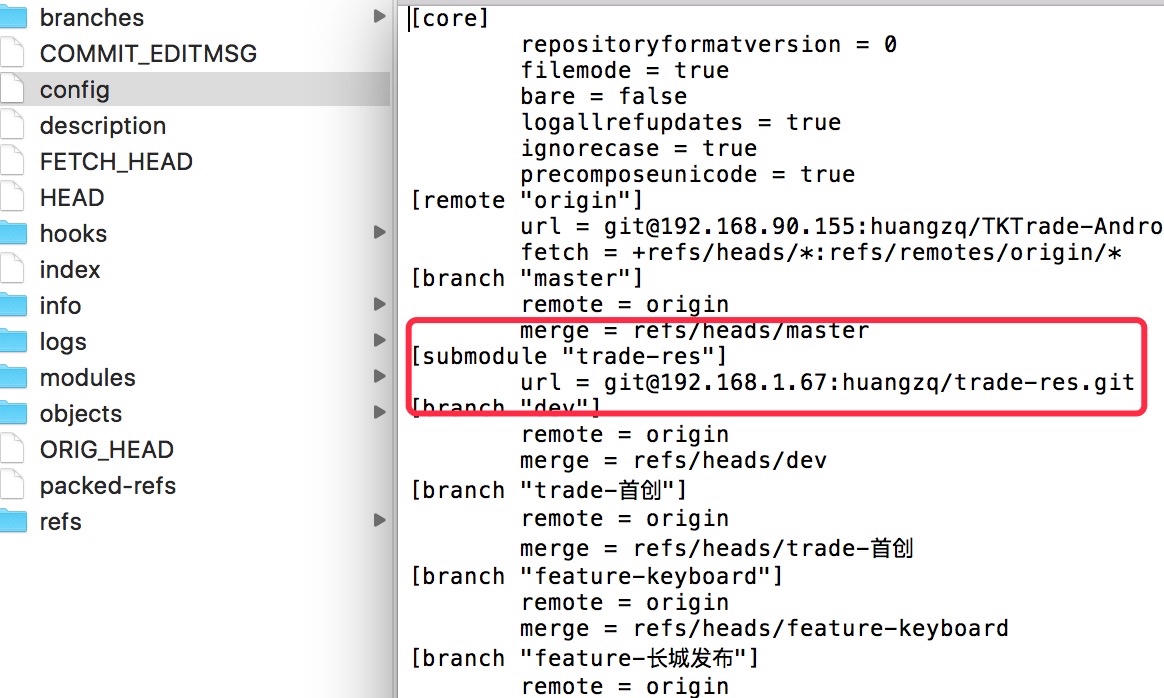 branches
COMMIT_EDITMSG
config
description
FETCH_HEAD
HEAD
hooks
index
info
logs
modules
objects
ORIG_HEAD
packed-refs
refs
[core]
repositoryformatversion = 0
filemode = true
bare = false
logallrefupdates = true
ignorecase = true
precomposeunicode = true
[remote "origin"]
url = git@192.168.90.155:huangzq/TKTrade-Andro
fetch = +refs/heads/*:refs/remotes/origin/*
[branch "master"]
remote = origin
merge = refs/heads/master
[submodule "trade-res"]
url = git@192.168.1.67:huangzq/trade-res.git
[branch "dev"]
remote = origin
merge = refs/heads/dev
[branch "trade-首创"]
remote = origin
merge = refs/heads/trade-首创
[branch "feature-keyboard"]
remote = origin
merge = refs/heads/feature-keyboard
[branch "feature-长城发布"]
remote = origin